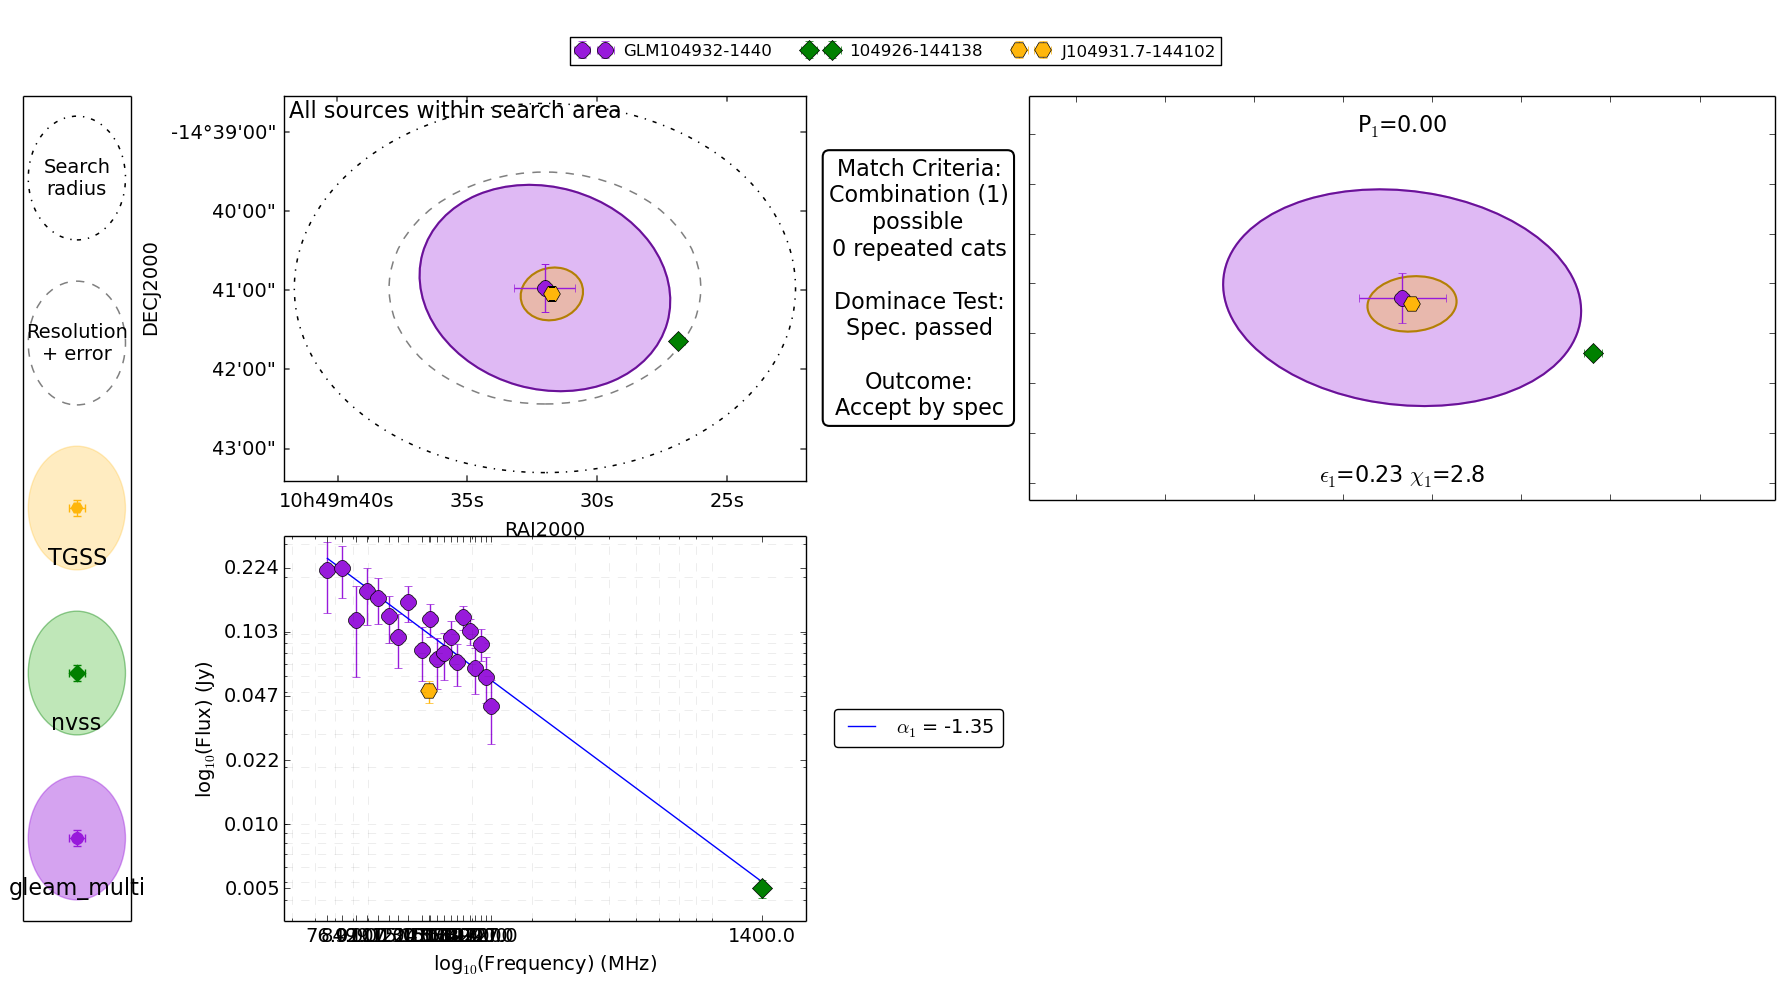 GLM104932-1440 104926-144138 J104931.7-144102
Search
radius
Resolution
+ error
TGSS
nvss
gleam_multi
All sources within search area
DECJ2000
-14°39'00"
40'00"
41'00"
42'00"
43'00"
10h49m40s 35s 30s 25s
RAJ2000
Match Criteria:
Combination (1)
possible
0 repeated cats
Dominace Test:
Spec. passed
Outcome:
Accept by spec
P₁=0.00
ϵ₁=0.23 χ₁=2.8
log₁₀(Flux) (Jy)
0.224
0.103
0.047
0.022
0.010
0.005
1400.0
log₁₀(Frequency) (MHz)
α₁ = -1.35